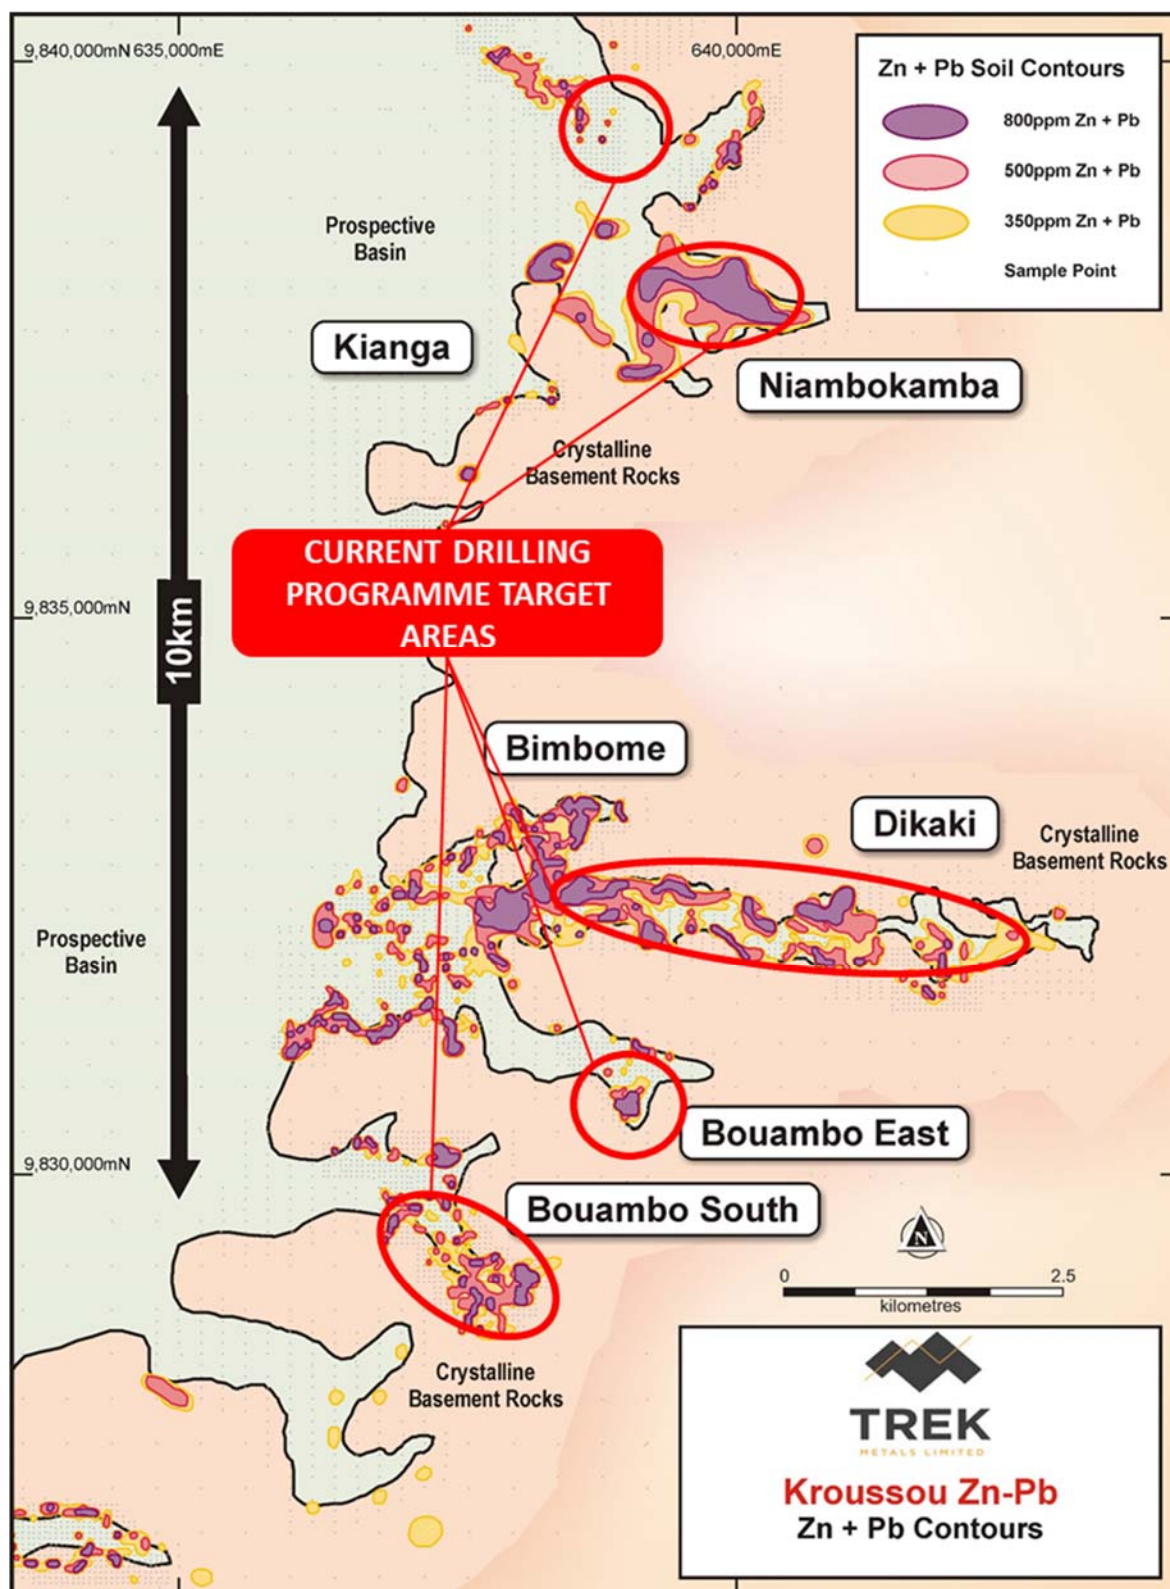 9,840,000mN
635,000mE
640,000mE
Zn + Pb Soil Contours
800ppm Zn + Pb
500ppm Zn + Pb
350ppm Zn + Pb
Sample Point
Prospective
Basin
Kianga
Niambokamba
Crystalline
Basement Rocks
CURRENT DRILLING
PROGRAMME TARGET
AREAS
9,835,000mN
10km
Bimbome
Dikaki
Crystalline
Basement Rocks
Prospective
Basin
Bouambo East
9,830,000mN
Bouambo South
N
0
2.5
kilometres
Crystalline
Basement Rocks
TREK
METALS LIMITED
Kroussou Zn-Pb
Zn + Pb Contours